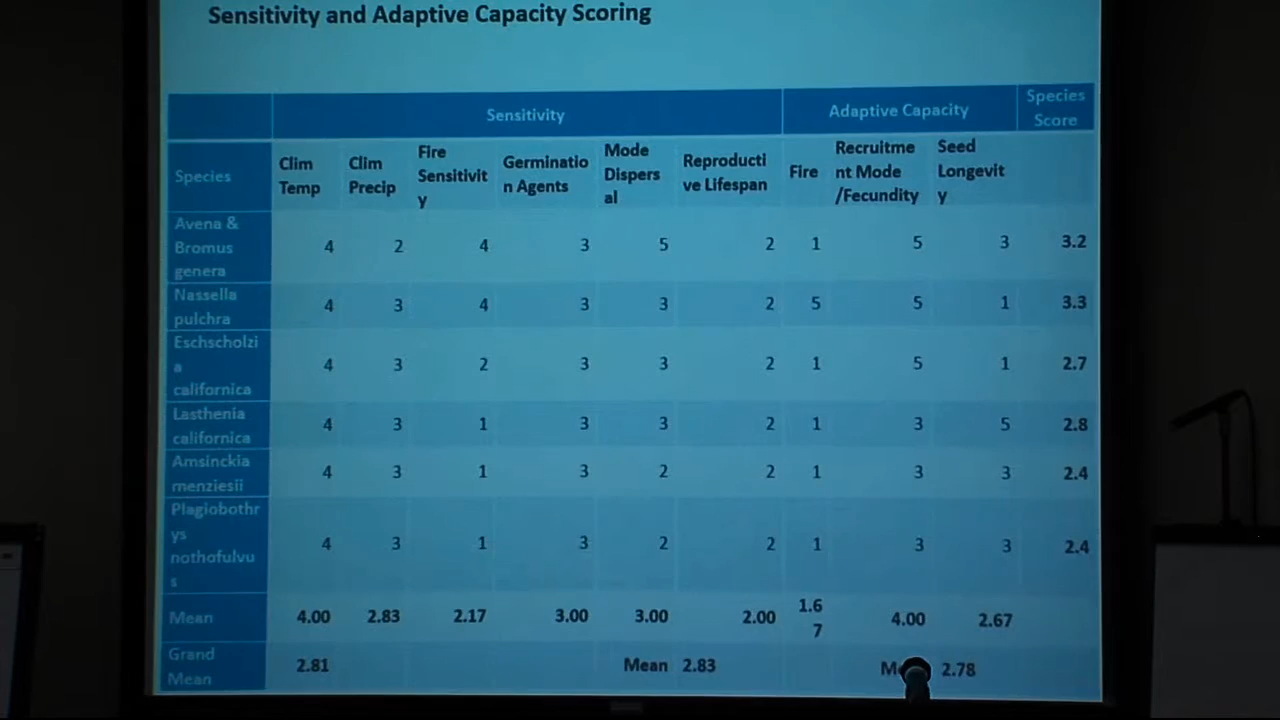 Sensitivity and Adaptive Capacity Scoring
Sensitivity Adaptive Capacity Species
Score
Species Clim
Temp Clim
Precip Fire
Sensitivit
y Germinatio
n Agents Mode
Dispers
al Reproducti
ve Lifespan Fire Recruitme
nt Mode
/Fecundity Seed
Longevit
y
Avena &
Bromus
genera 4 2 4 3 5 2 1 5 3 3.2
Nassella
pulchra 4 3 4 3 3 2 5 5 1 3.3
Eschscholzi
a
californica 4 3 2 3 3 2 1 5 1 2.7
Lasthenia
californica 4 3 1 3 3 2 1 3 5 2.8
Amsinckia
menziesii 4 3 1 3 2 2 1 3 3 2.4
Plagiobothr
ys
nothofulvu
s 4 3 1 3 2 2 1 3 3 2.4
Mean 4.00 2.83 2.17 3.00 3.00 2.00 1.6
7 4.00 2.67
Grand
Mean 2.81 Mean 2.83 2.78